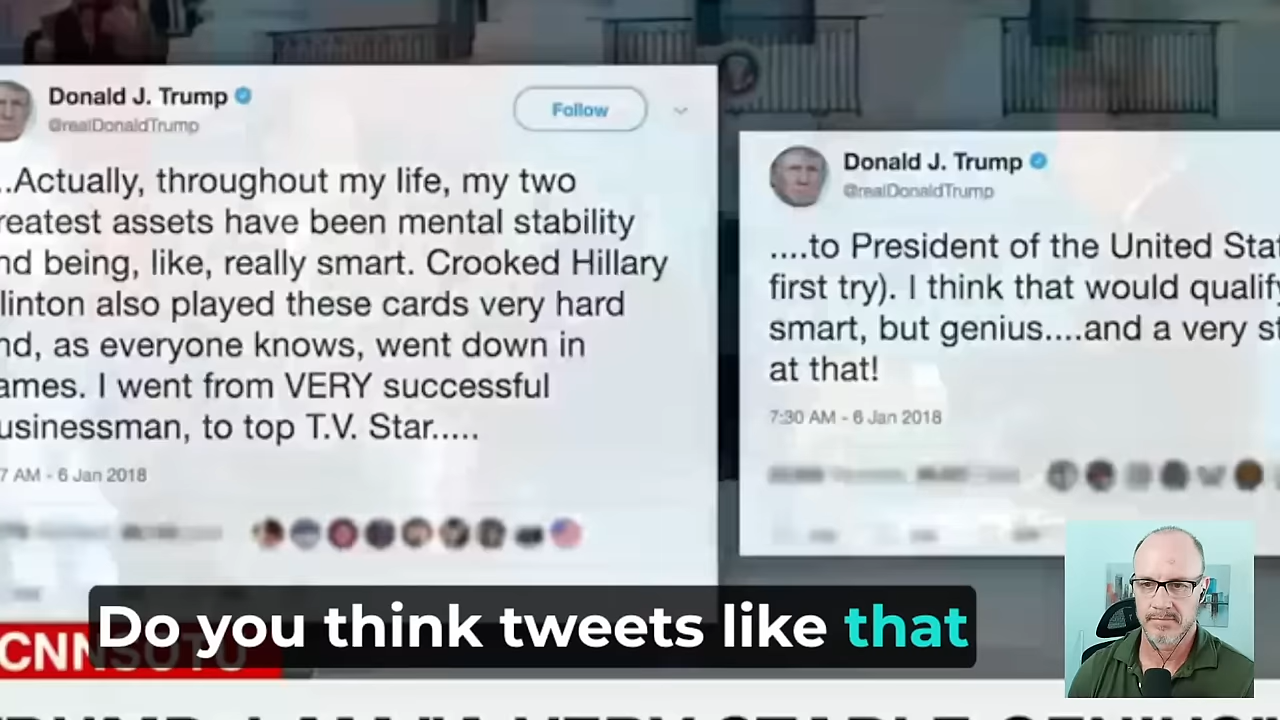 Donald J. Trump
@realDonaldTrump
Follow
..Actually, throughout my life, my two
reatest assets have been mental stability
nd being, like, really smart. Crooked Hillary
linton also played these cards very hard
nd, as everyone knows, went down in
ames. I went from VERY successful
usinessman, to top T.V. Star.....
7 AM - 6 Jan 2018
Donald J. Trump
@realDonaldTrump
....to President of the United Stat
first try). I think that would qualify
smart, but genius....and a very st
at that!
7:30 AM - 6 Jan 2018
Do you think tweets like that
CNNSOTU